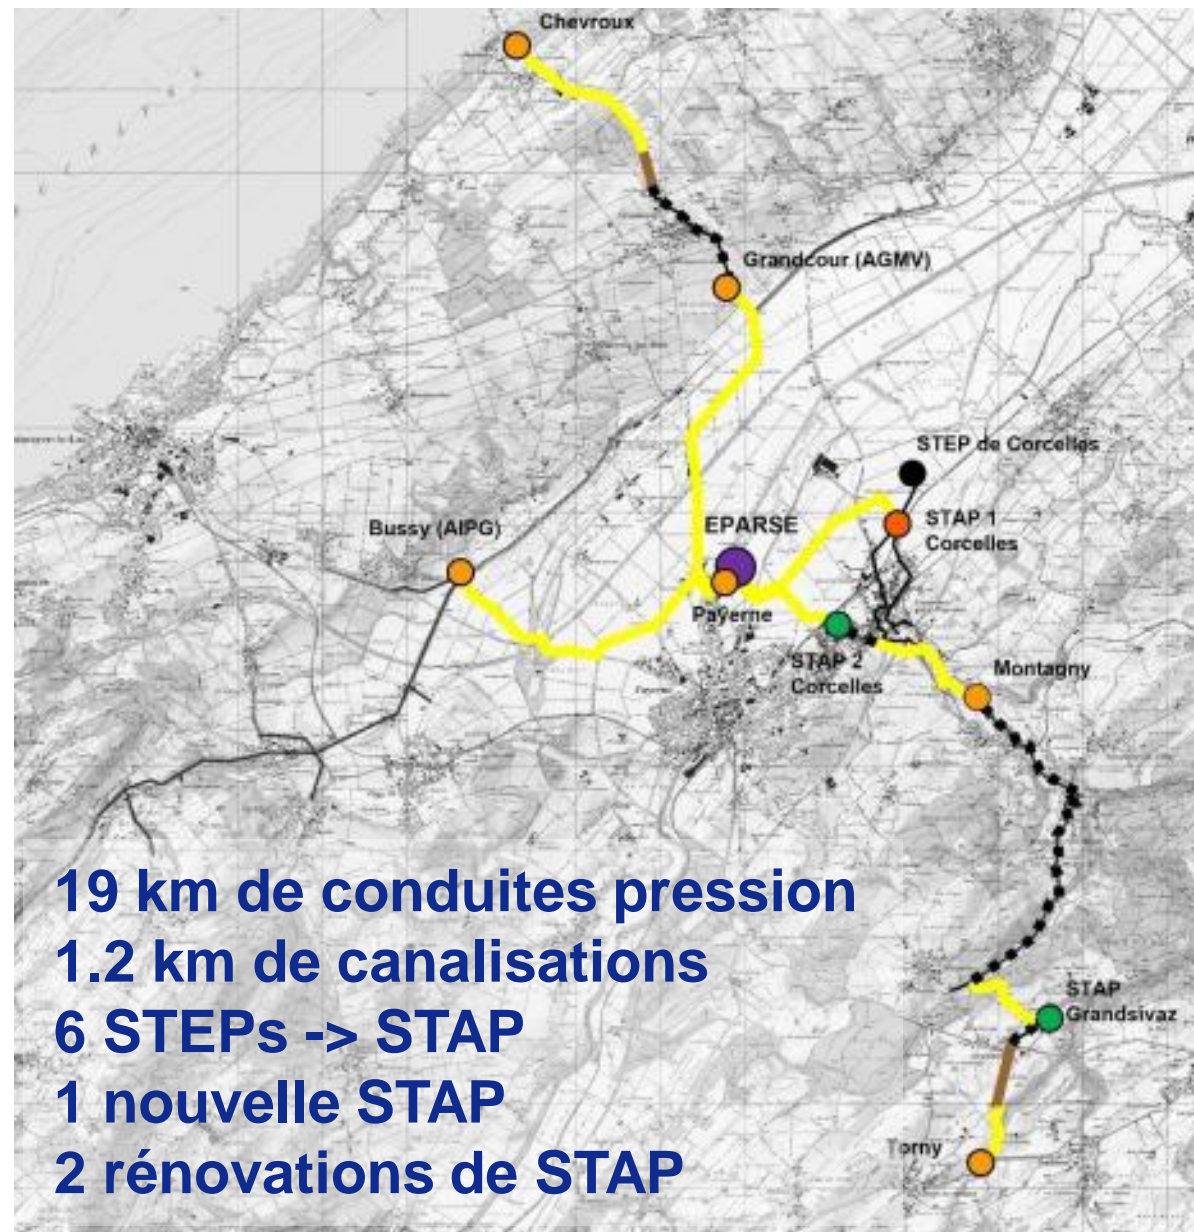 Chevroux
Grandcour (AGMV)
STEP de Corcelles
Bussy (AIPG)
EPARSE
STAP 1
Corcelles
Payerne
STAP 2
Corcelles
Montagny
19 km de conduites pression
1.2 km de canalisations
6 STEPs -> STAP
1 nouvelle STAP
2 rénovations de STAP
STAP
Grandsivaz
Torny